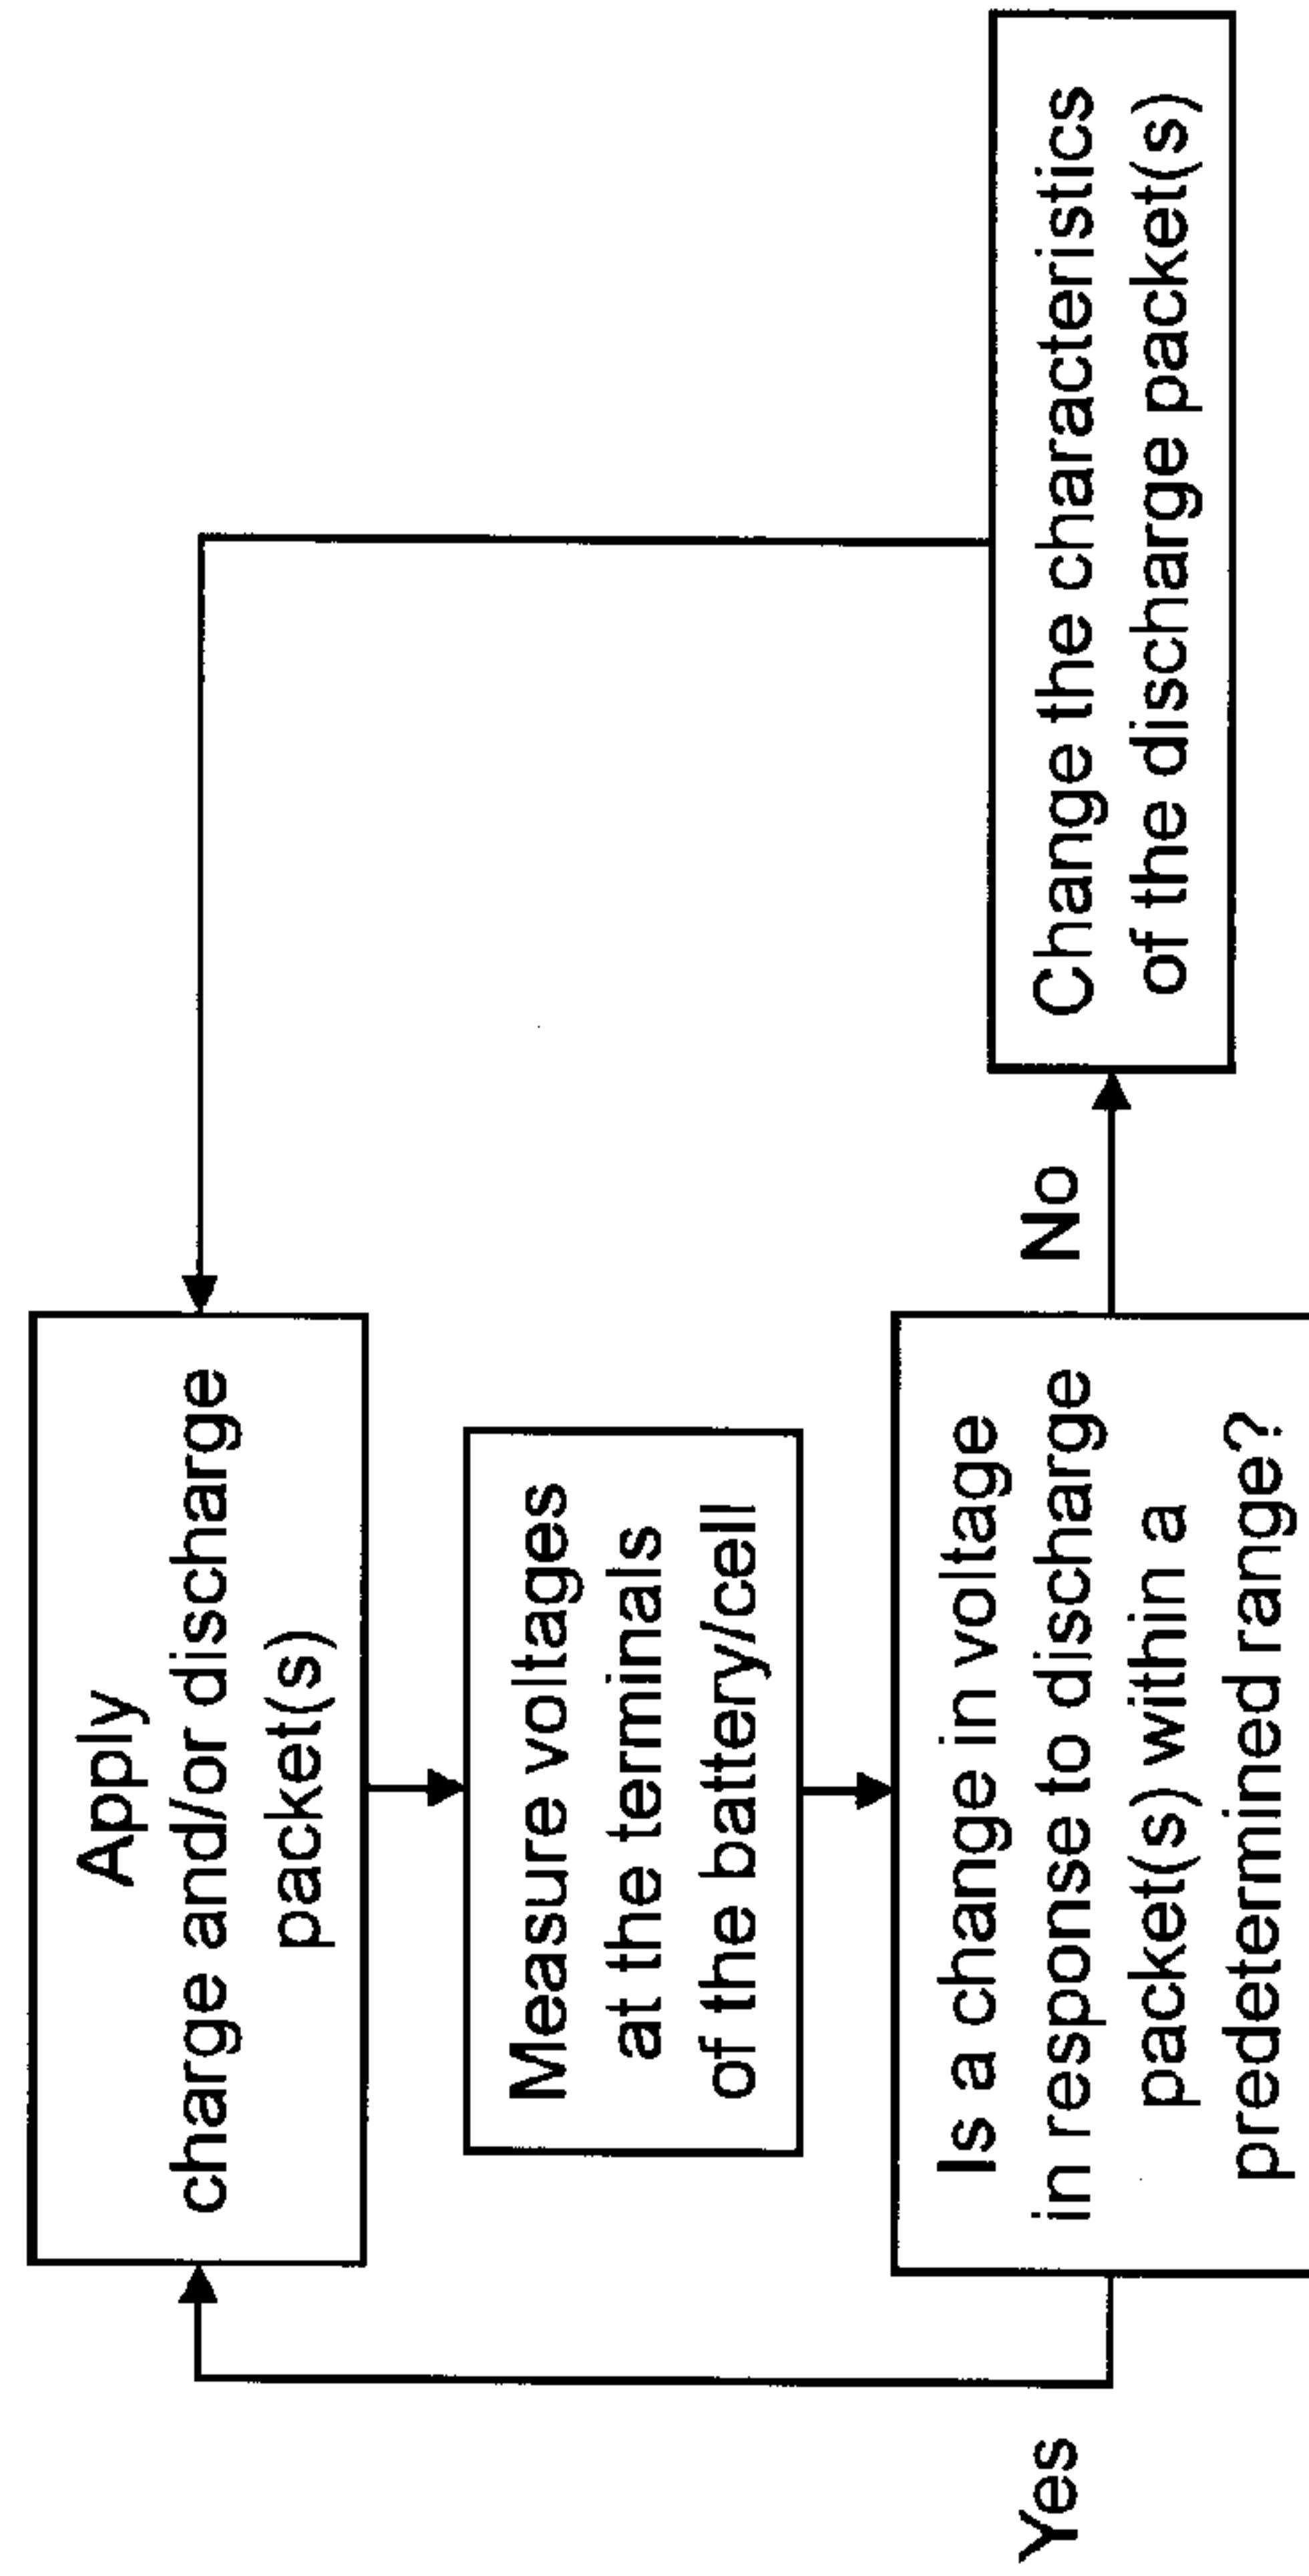 Apply
charge and/or discharge
packet(s)
Measure voltages
at the terminals
of the battery/cell
Is a change in voltage
in response to discharge
packet(s) within a
predetermined range?
Yes
No
Change the characteristics
of the discharge packet(s)